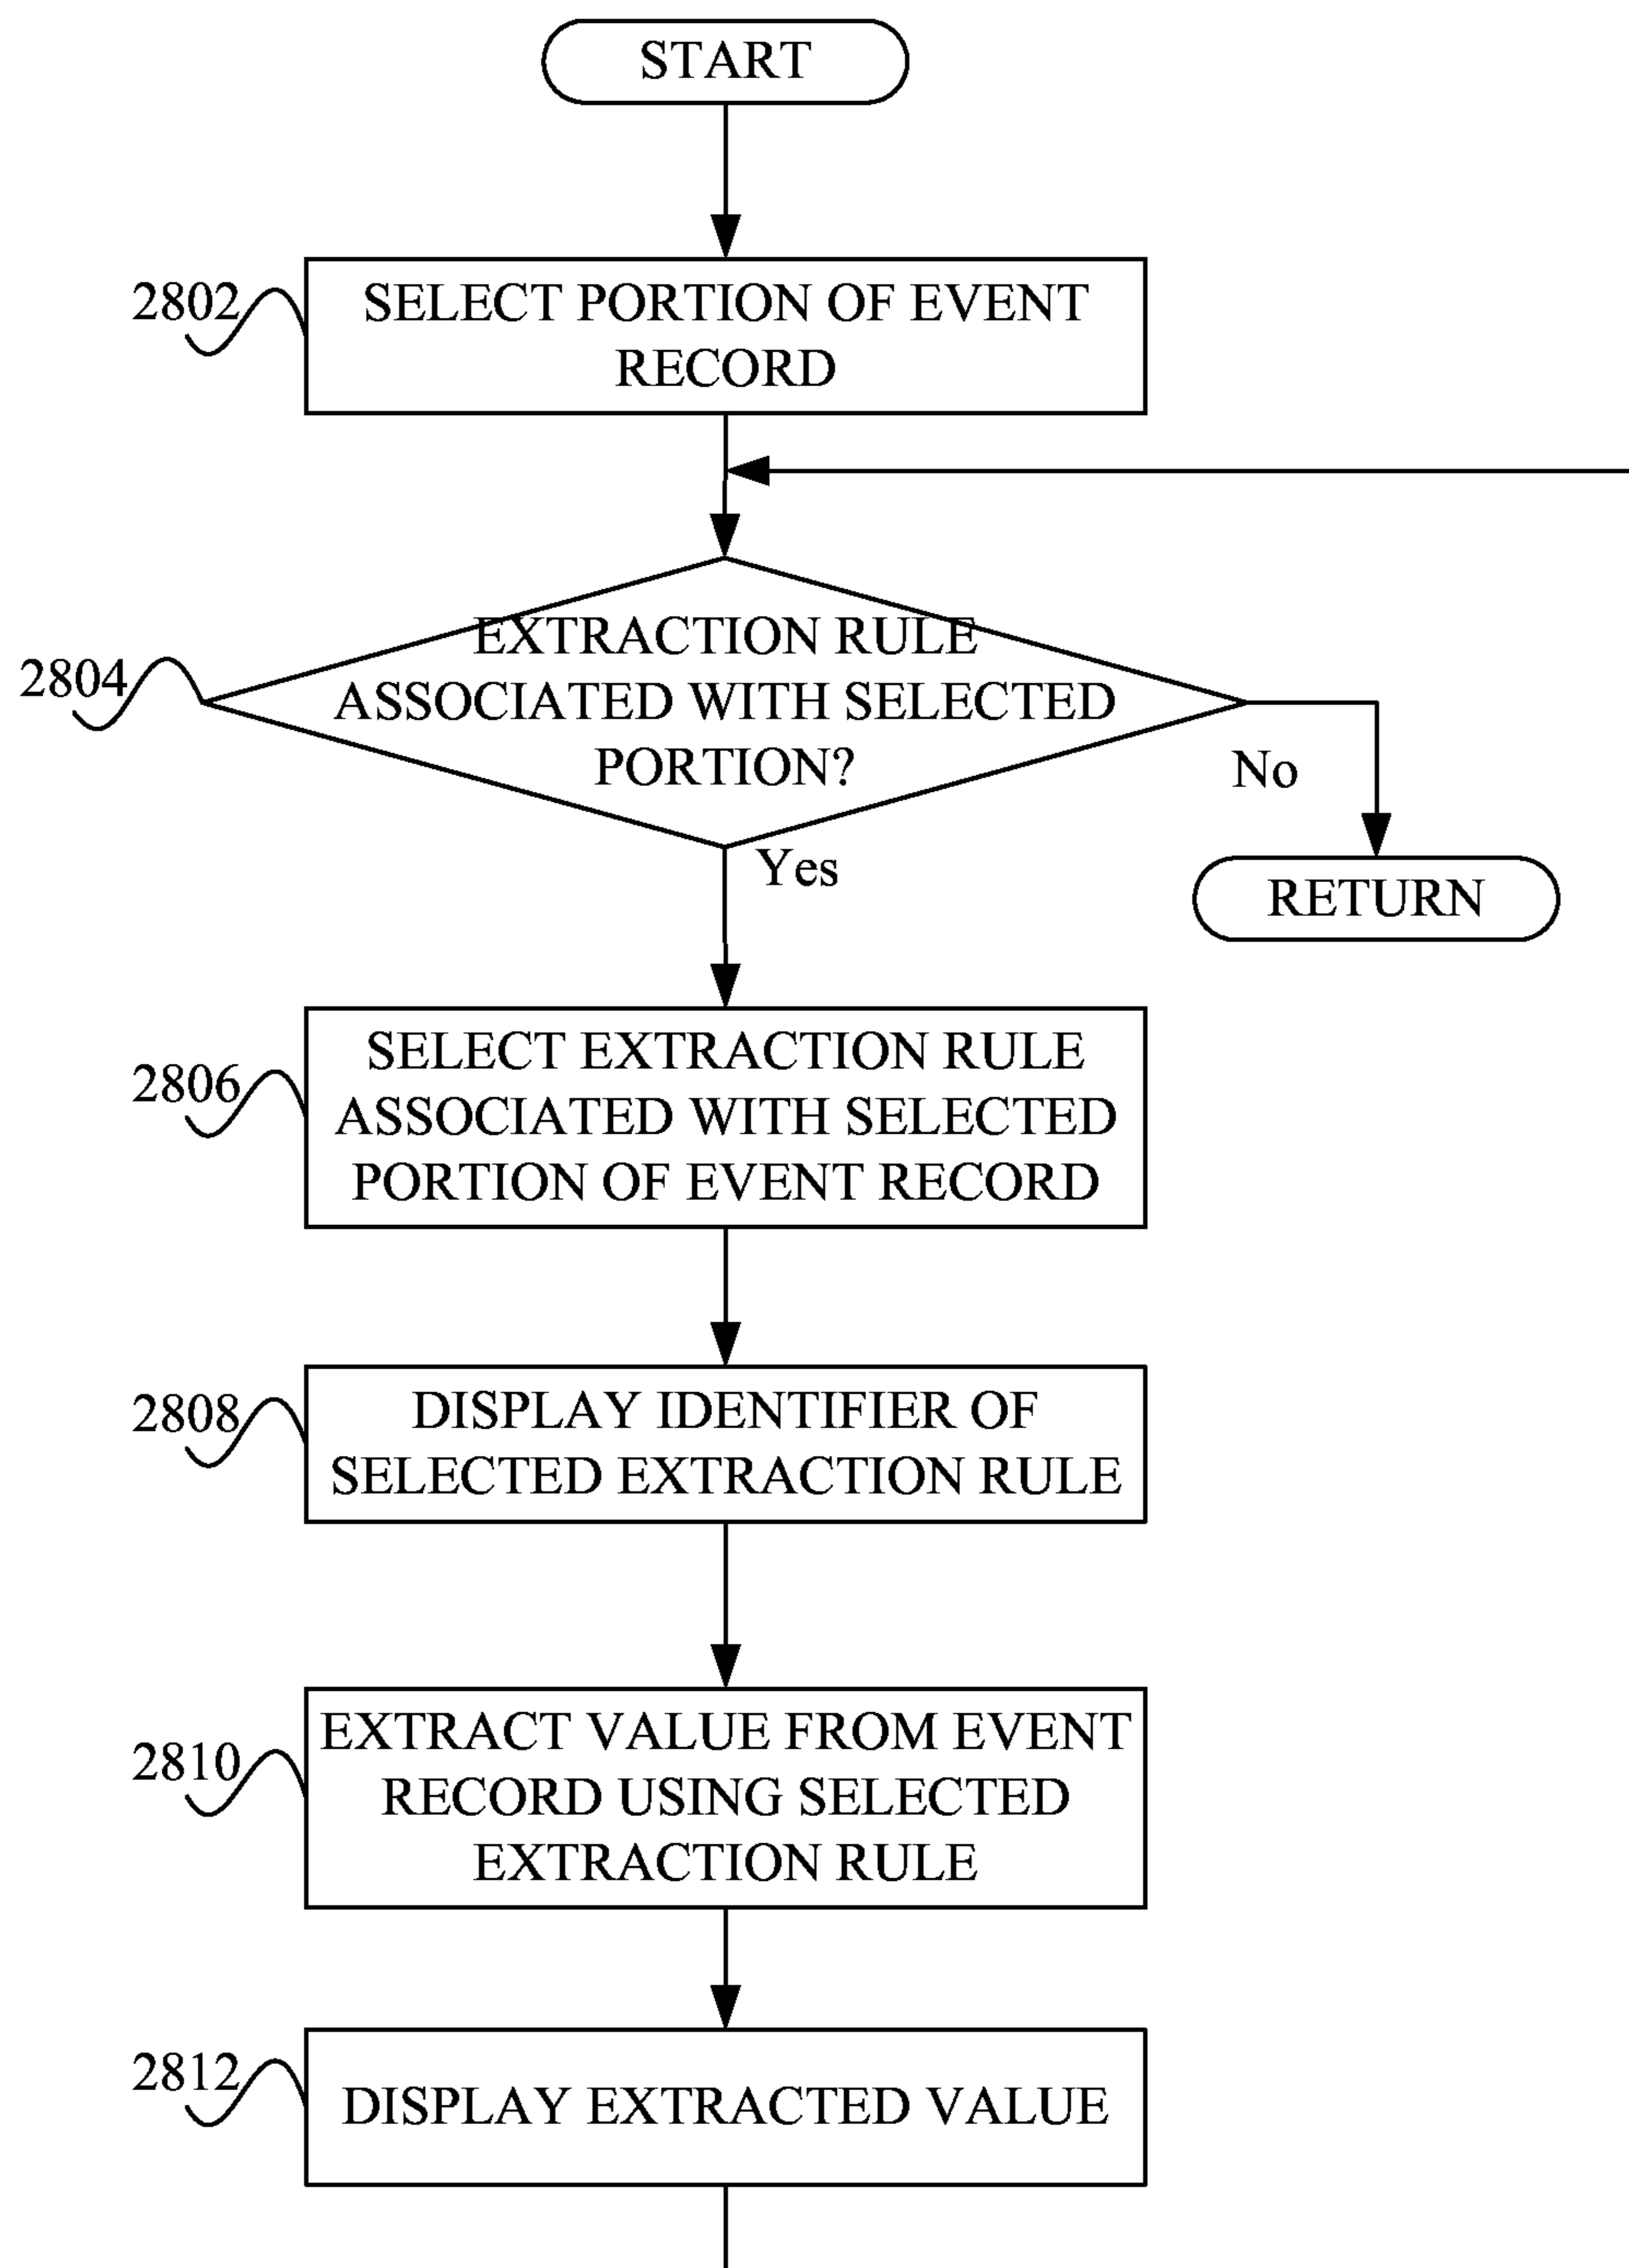 START
2802
SELECT PORTION OF EVENT
RECORD
2804
EXTRACTION RULE
ASSOCIATED WITH SELECTED
PORTION?
No
Yes
RETURN
2806
SELECT EXTRACTION RULE
ASSOCIATED WITH SELECTED
PORTION OF EVENT RECORD
2808
DISPLAY IDENTIFIER OF
SELECTED EXTRACTION RULE
2810
EXTRACT VALUE FROM EVENT
RECORD USING SELECTED
EXTRACTION RULE
2812
DISPLAY EXTRACTED VALUE